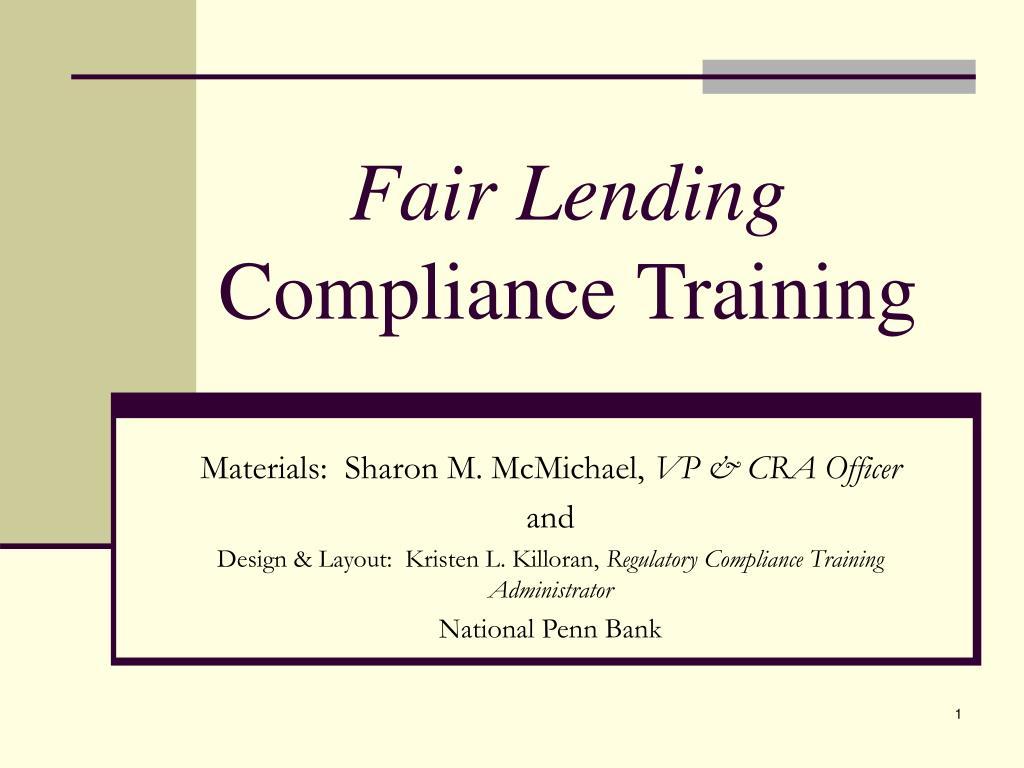 Fair Lending
Compliance Training
Materials:  Sharon M. McMichael, VP & CRA Officer
and
Design & Layout:  Kristen L. Killoran, Regulatory Compliance Training
Administrator
National Penn Bank
1